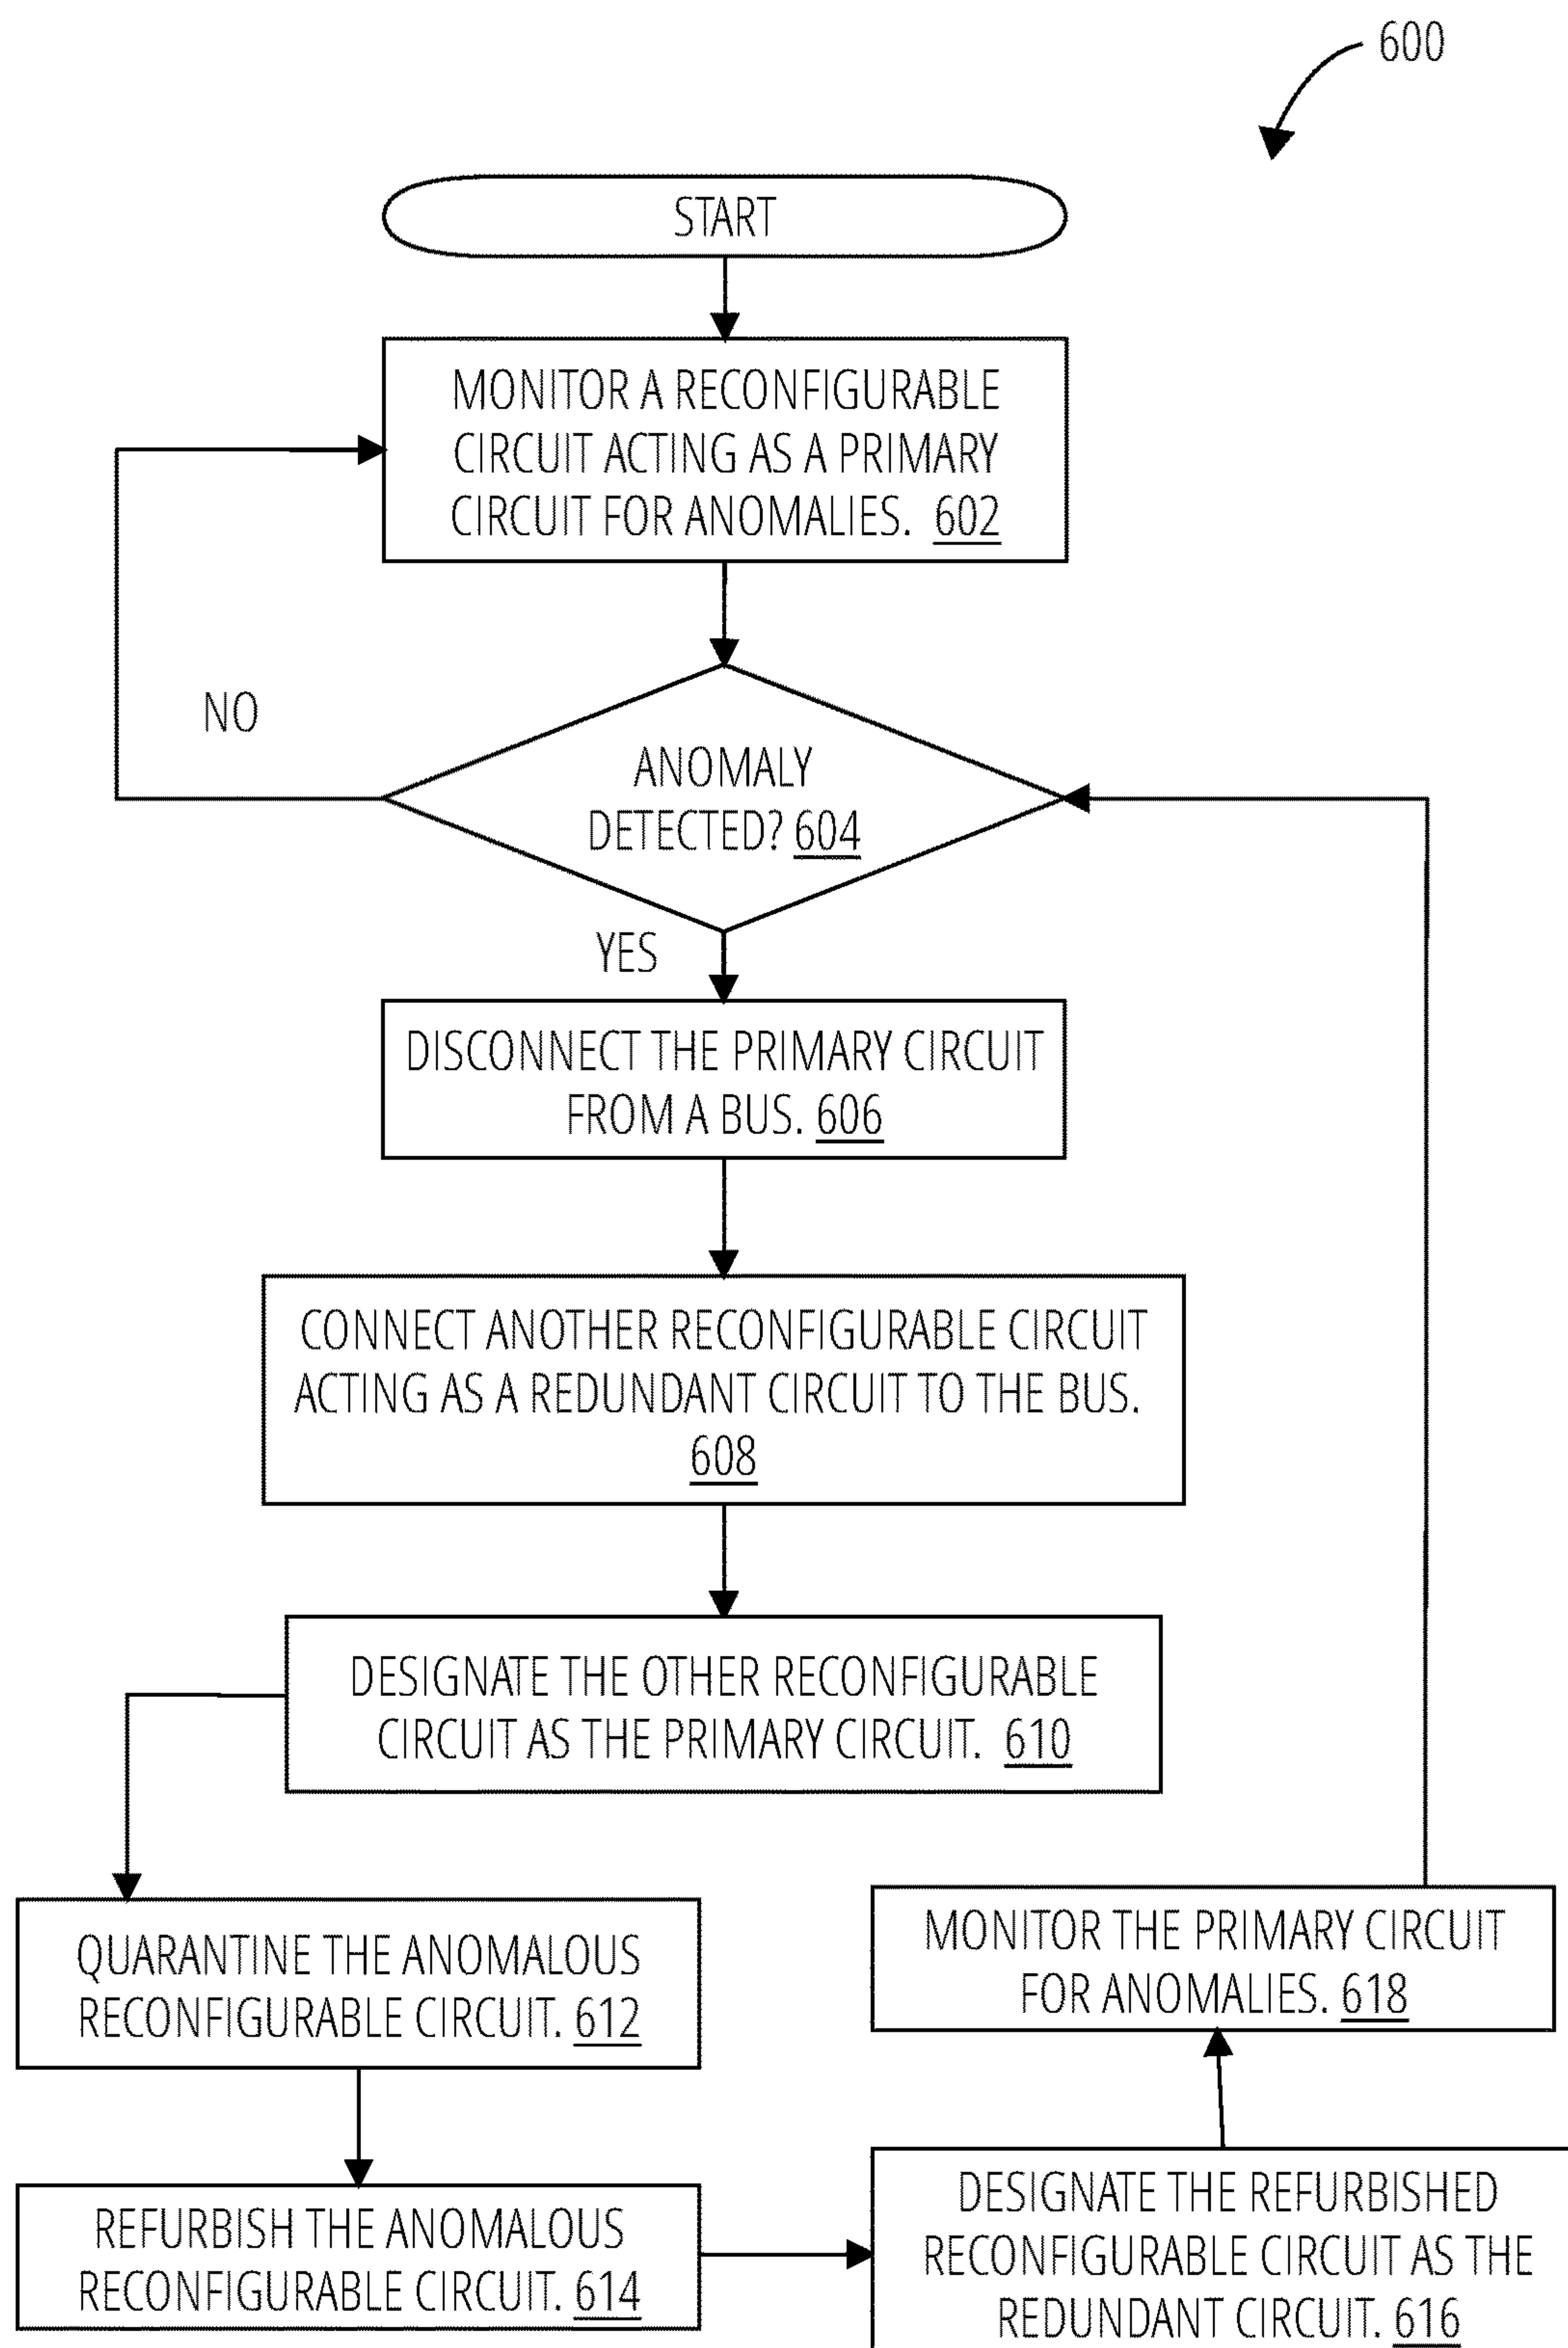 600
START
MONITOR A RECONFIGURABLE
CIRCUIT ACTING AS A PRIMARY
CIRCUIT FOR ANOMALIES. 602
NO
ANOMALY
DETECTED? 604
YES
DISCONNECT THE PRIMARY CIRCUIT
FROM A BUS. 606
CONNECT ANOTHER RECONFIGURABLE CIRCUIT
ACTING AS A REDUNDANT CIRCUIT TO THE BUS.
608
DESIGNATE THE OTHER RECONFIGURABLE
CIRCUIT AS THE PRIMARY CIRCUIT. 610
QUARANTINE THE ANOMALOUS
RECONFIGURABLE CIRCUIT. 612
REFURBISH THE ANOMALOUS
RECONFIGURABLE CIRCUIT. 614
DESIGNATE THE REFURBISHED
RECONFIGURABLE CIRCUIT AS THE
REDUNDANT CIRCUIT. 616
MONITOR THE PRIMARY CIRCUIT
FOR ANOMALIES. 618